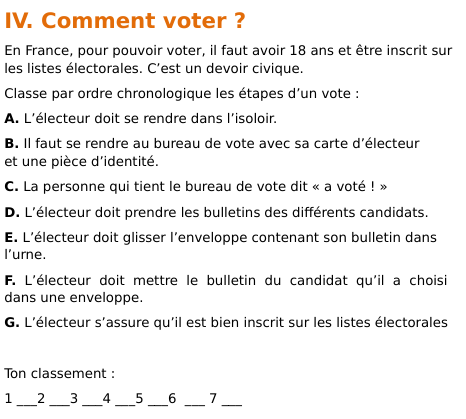 IV. Comment voter ?
En France, pour pouvoir voter, il faut avoir 18 ans et être inscrit sur
les listes électorales. C’est un devoir civique.
Classe par ordre chronologique les étapes d’un vote :
A. L’électeur doit se rendre dans l’isoloir.
B. Il faut se rendre au bureau de vote avec sa carte d’électeur
et une pièce d’identité.
C. La personne qui tient le bureau de vote dit « a voté ! »
D. L’électeur doit prendre les bulletins des différents candidats.
E. L’électeur doit glisser l’enveloppe contenant son bulletin dans
l’urne.
F. L’électeur doit mettre le bulletin du candidat qu’il a choisi
dans une enveloppe.
G. L’électeur s’assure qu’il est bien inscrit sur les listes électorales
Ton classement :
1 ___2 ___3 ___4 ___5 ___6 ___ 7 ___